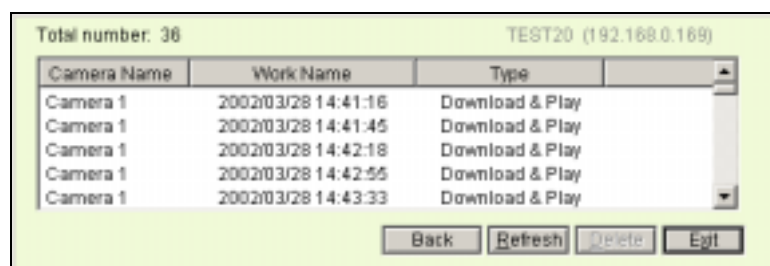 Total number: 36 TEST20 (192.168.0.169)
Camera Name Work Name Type
Camera 1 2002/03/28 14:41:16 Download & Play
Camera 1 2002/03/28 14:41:45 Download & Play
Camera 1 2002/03/28 14:42:18 Download & Play
Camera 1 2002/03/28 14:42:55 Download & Play
Camera 1 2002/03/28 14:43:33 Download & Play
Back Refresh Delete Exit